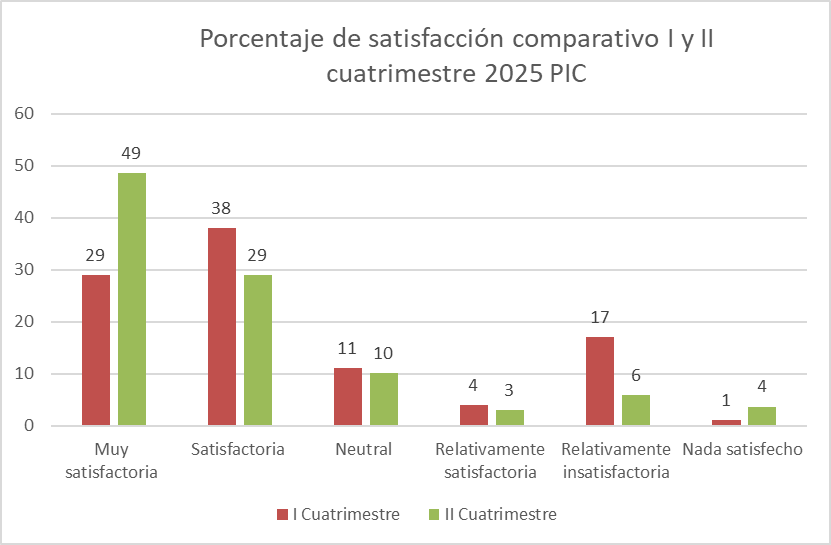 Porcentaje de satisfacción comparativo I y II
cuatrimestre 2025 PIC
60
50
40
30
20
10
0
29
49
38
29
11
10
4
3
17
6
1
4
Muy
satisfactoria
Satisfactoria
Neutral
Relativamente
satisfactoria
Relativamente
insatisfactoria
Nada satisfecho
I Cuatrimestre
II Cuatrimestre